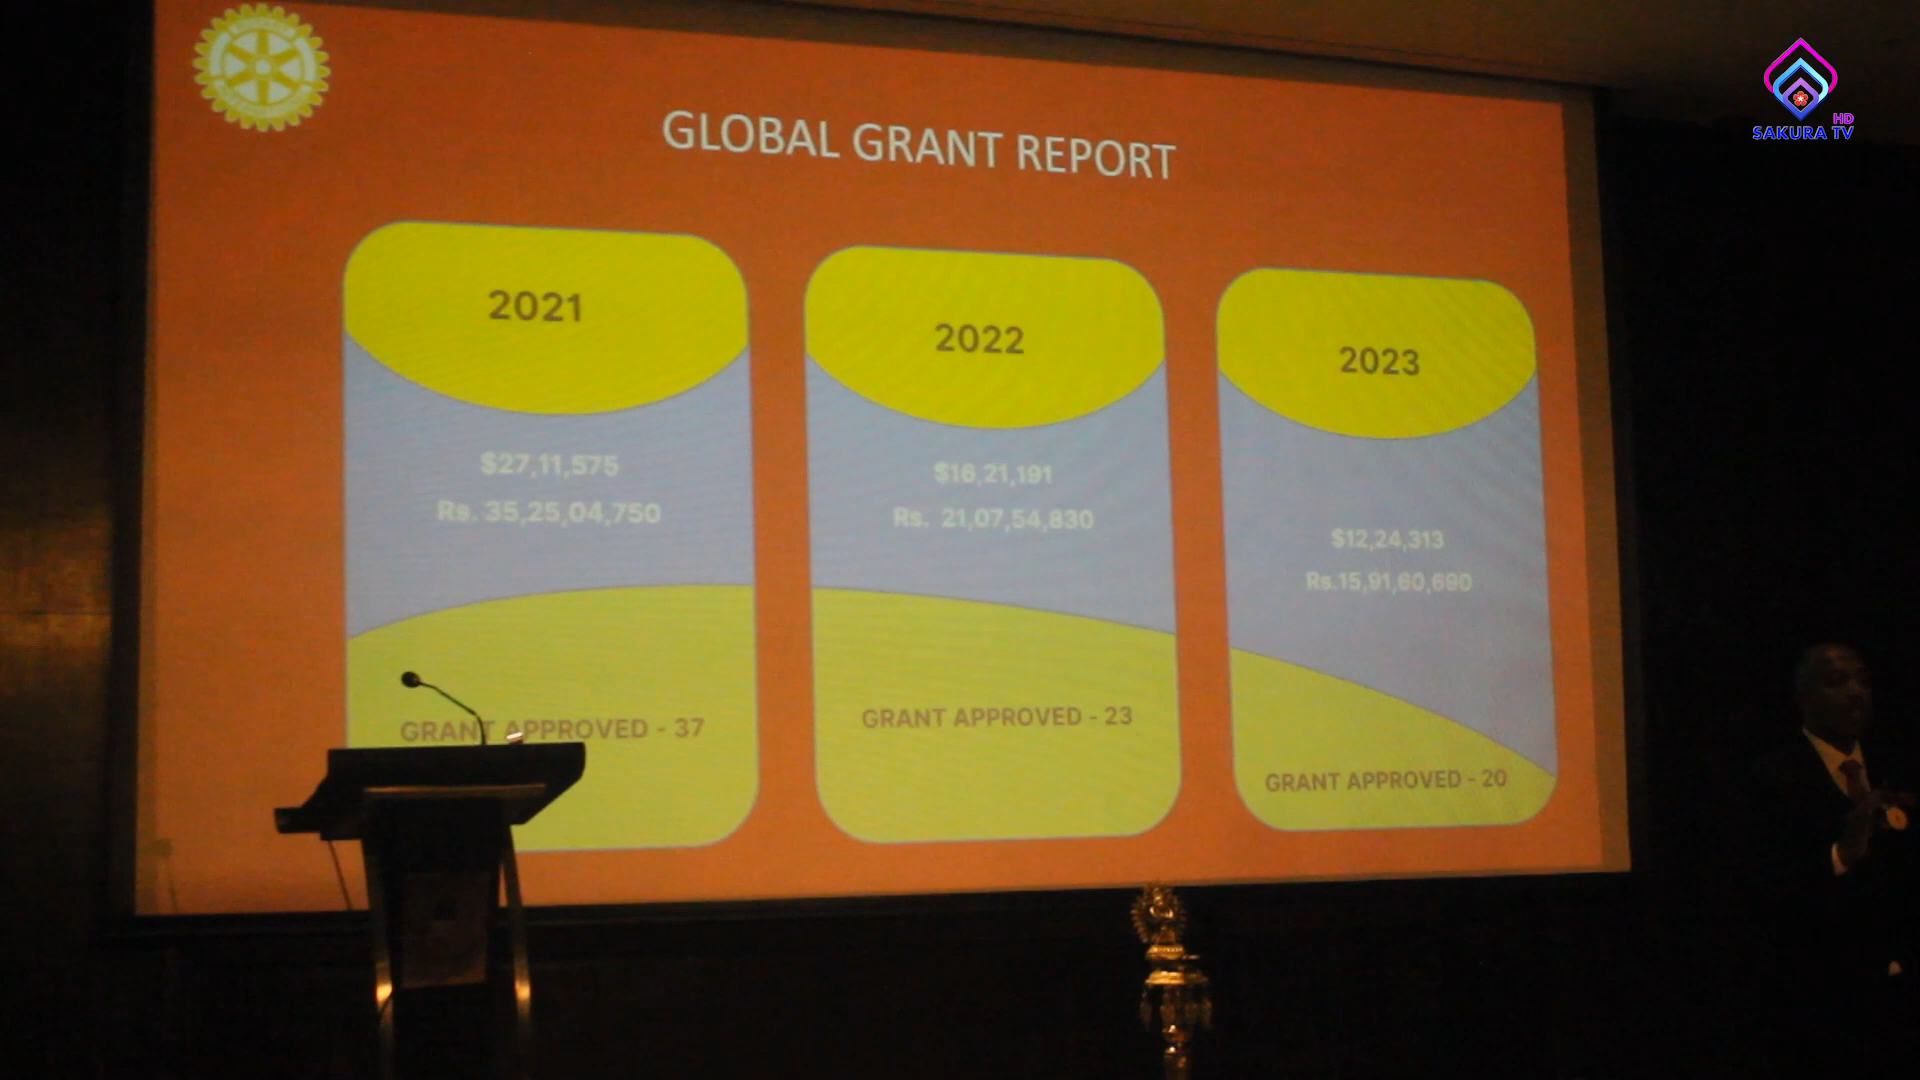 HD
SAKURA TV
GLOBAL GRANT REPORT
2021
$27,11,575
Rs. 35,25,04,750
GRANT APPROVED - 37
2022
$16,21,191
Rs. 21,07,54,830
GRANT APPROVED - 23
2023
$12,24,313
Rs.15,91,60,690
GRANT APPROVED - 20